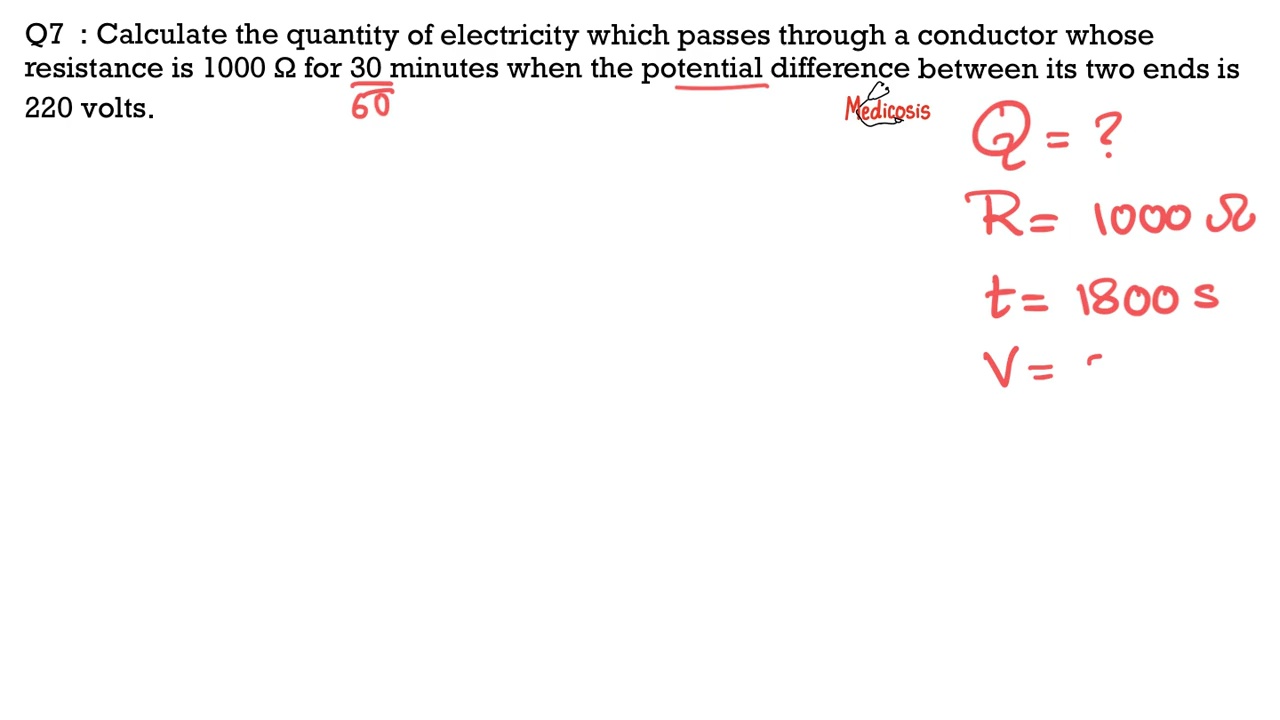 Q7 : Calculate the quantity of electricity which passes through a conductor whose
resistance is 1000 Ω for 30 minutes when the potential difference between its two ends is
220 volts.
60
Medicosis
Q = ?
R = 1000 Ω
t = 1800 s
V =